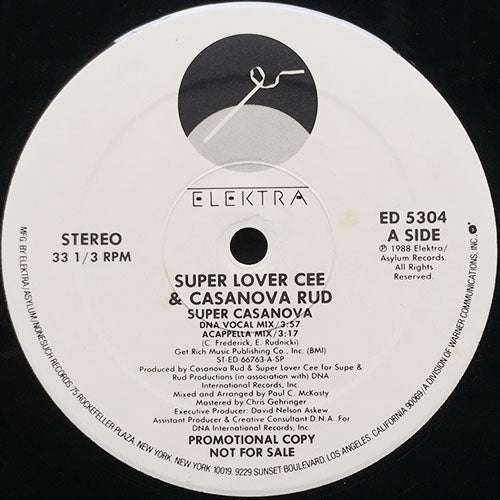 ELEKTRA
STEREO
33 1/3 RPM
ED 5304
A SIDE
℗ 1988 Elektra/
Asylum Records.
All Rights
Reserved.
SUPER LOVER CEE
& CASANOVA RUD
SUPER CASANOVA
DNA VOCAL MIX/3:57
ACAPPELLA MIX/3:17
(C. Frederick, E. Rudnicki)
Get Rich Music Publishing Co., Inc. (BMI)
ST-ED-66763-A-SP
Produced by Casanova Rud & Super Lover Cee for Supe &
Rud Productions (in association with) DNA
International Records, Inc.
Mixed and Arranged by Paul C. McKasty
Mastered by Chris Gehringer
Executive Producer: David Nelson Askew
Assistant Producer & Creative Consultant D.N.A. For
DNA International Records, Inc.
PROMOTIONAL COPY
NOT FOR SALE
MFG. BY ELEKTRA/ASYLUM/NONESUCH RECORDS 75 ROCKEFELLER PLAZA, NEW YORK, NEW YORK 10019. 9229 SUNSET BOULEVARD, LOS ANGELES, CALIFORNIA 90069 A DIVISION OF WARNER COMMUNICATIONS, INC.